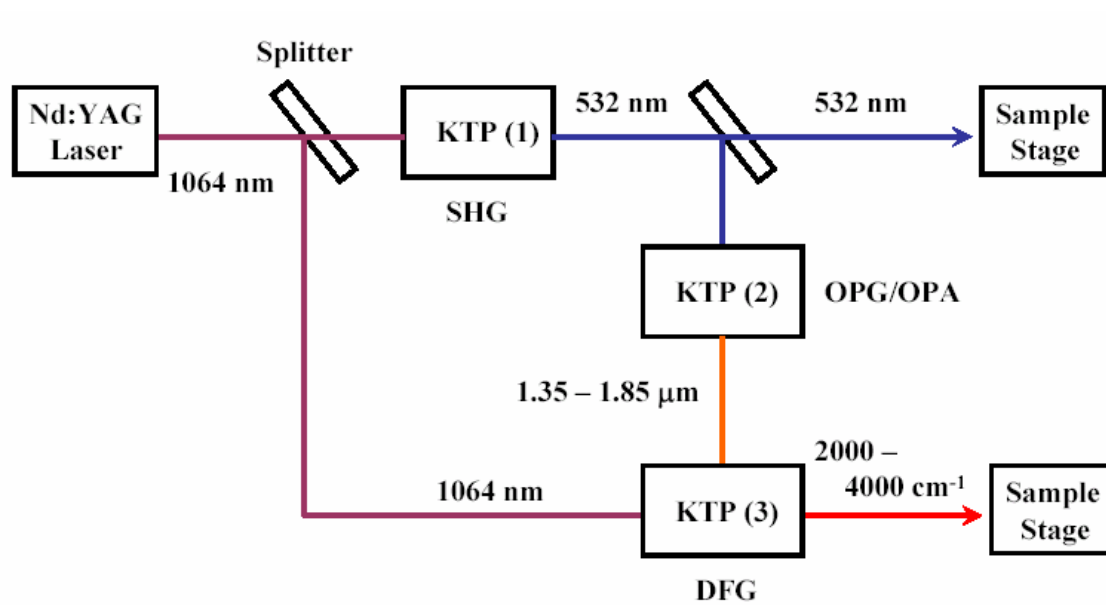 Splitter
Nd:YAG
Laser
1064 nm
KTP (1)
SHG
532 nm
532 nm
Sample
Stage
KTP (2)
OPG/OPA
1.35 – 1.85 μm
1064 nm
KTP (3)
DFG
2000 –
4000 cm⁻¹
Sample
Stage